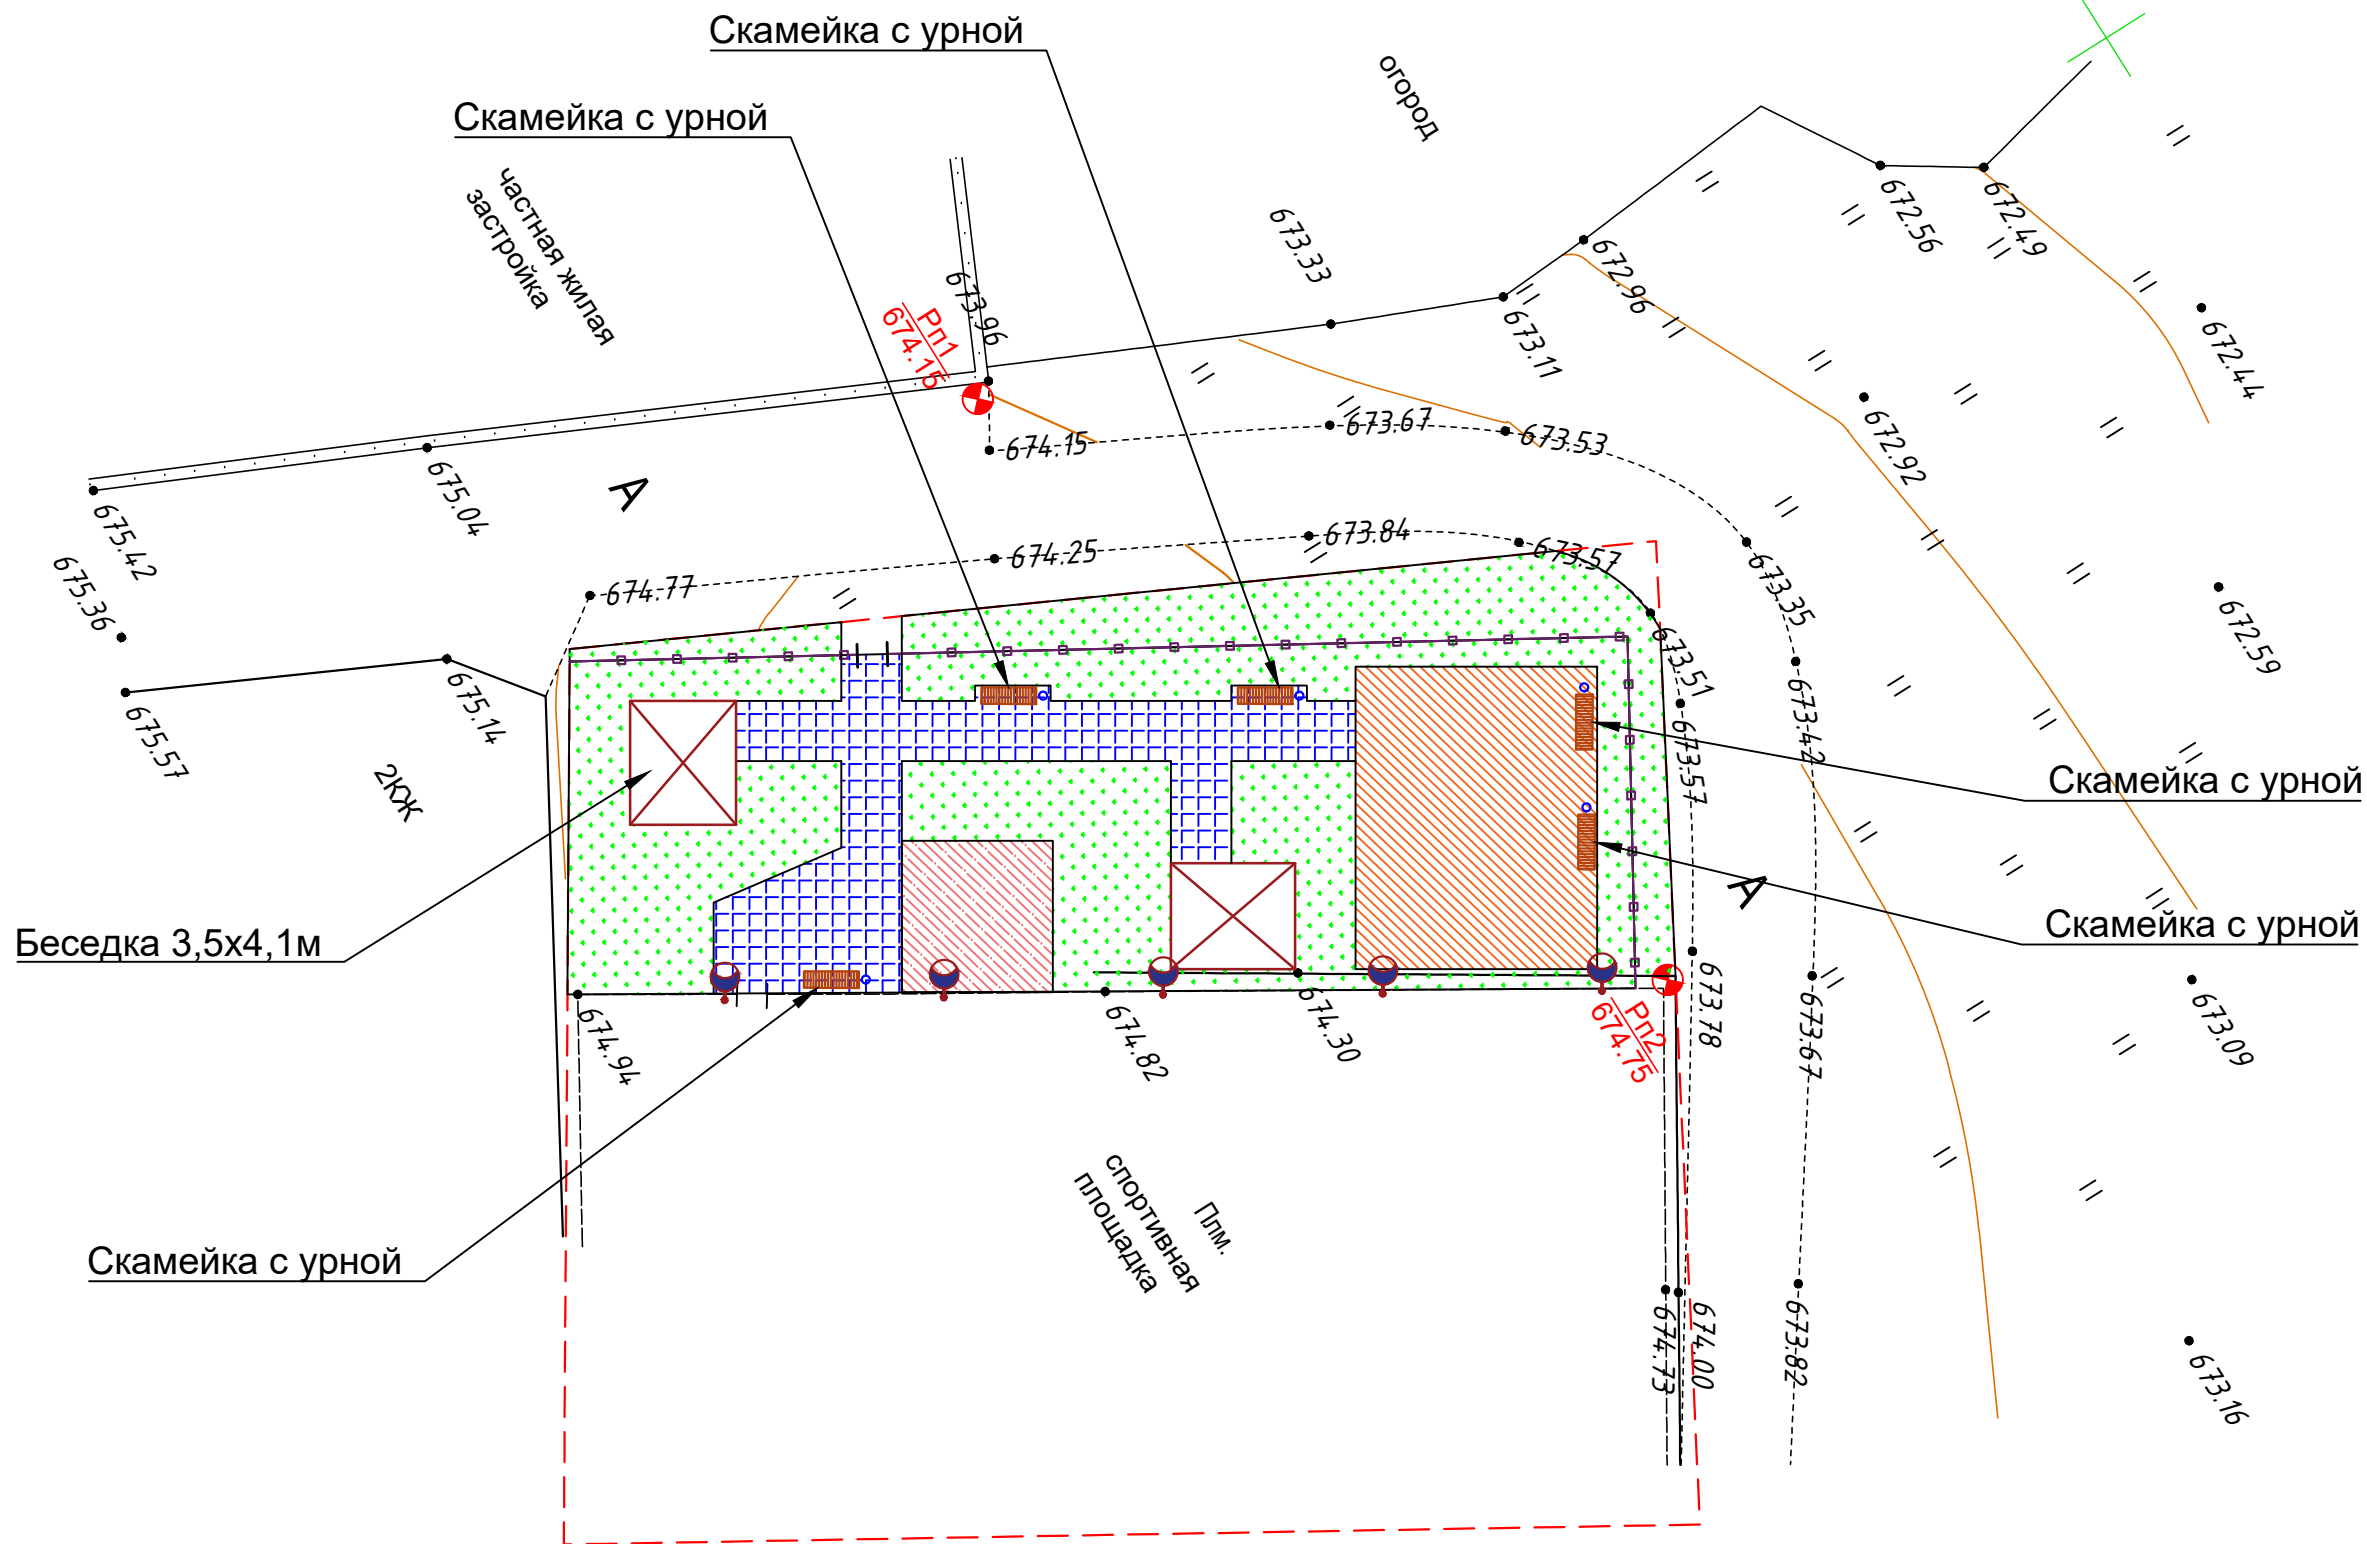 Скамейка с урной
Скамейка с урной
огород
частная жилая
застройка
672.56
672.49
673.33
672.96
673.96
Рп1
674.15
673.11
672.44
674.15
673.67
673.53
672.92
675.42
675.04
А
675.36
674.77
674.25
673.84
673.57
673.35
672.59
675.57
675.14
673.51
673.57
673.42
2КЖ
Скамейка с урной
А
Скамейка с урной
Беседка 3,5х4,1м
674.94
674.82
674.30
Рп2
674.75
673.78
673.67
673.09
Скамейка с урной
Плм.
спортивная
площадка
674.73
674.00
673.82
673.16